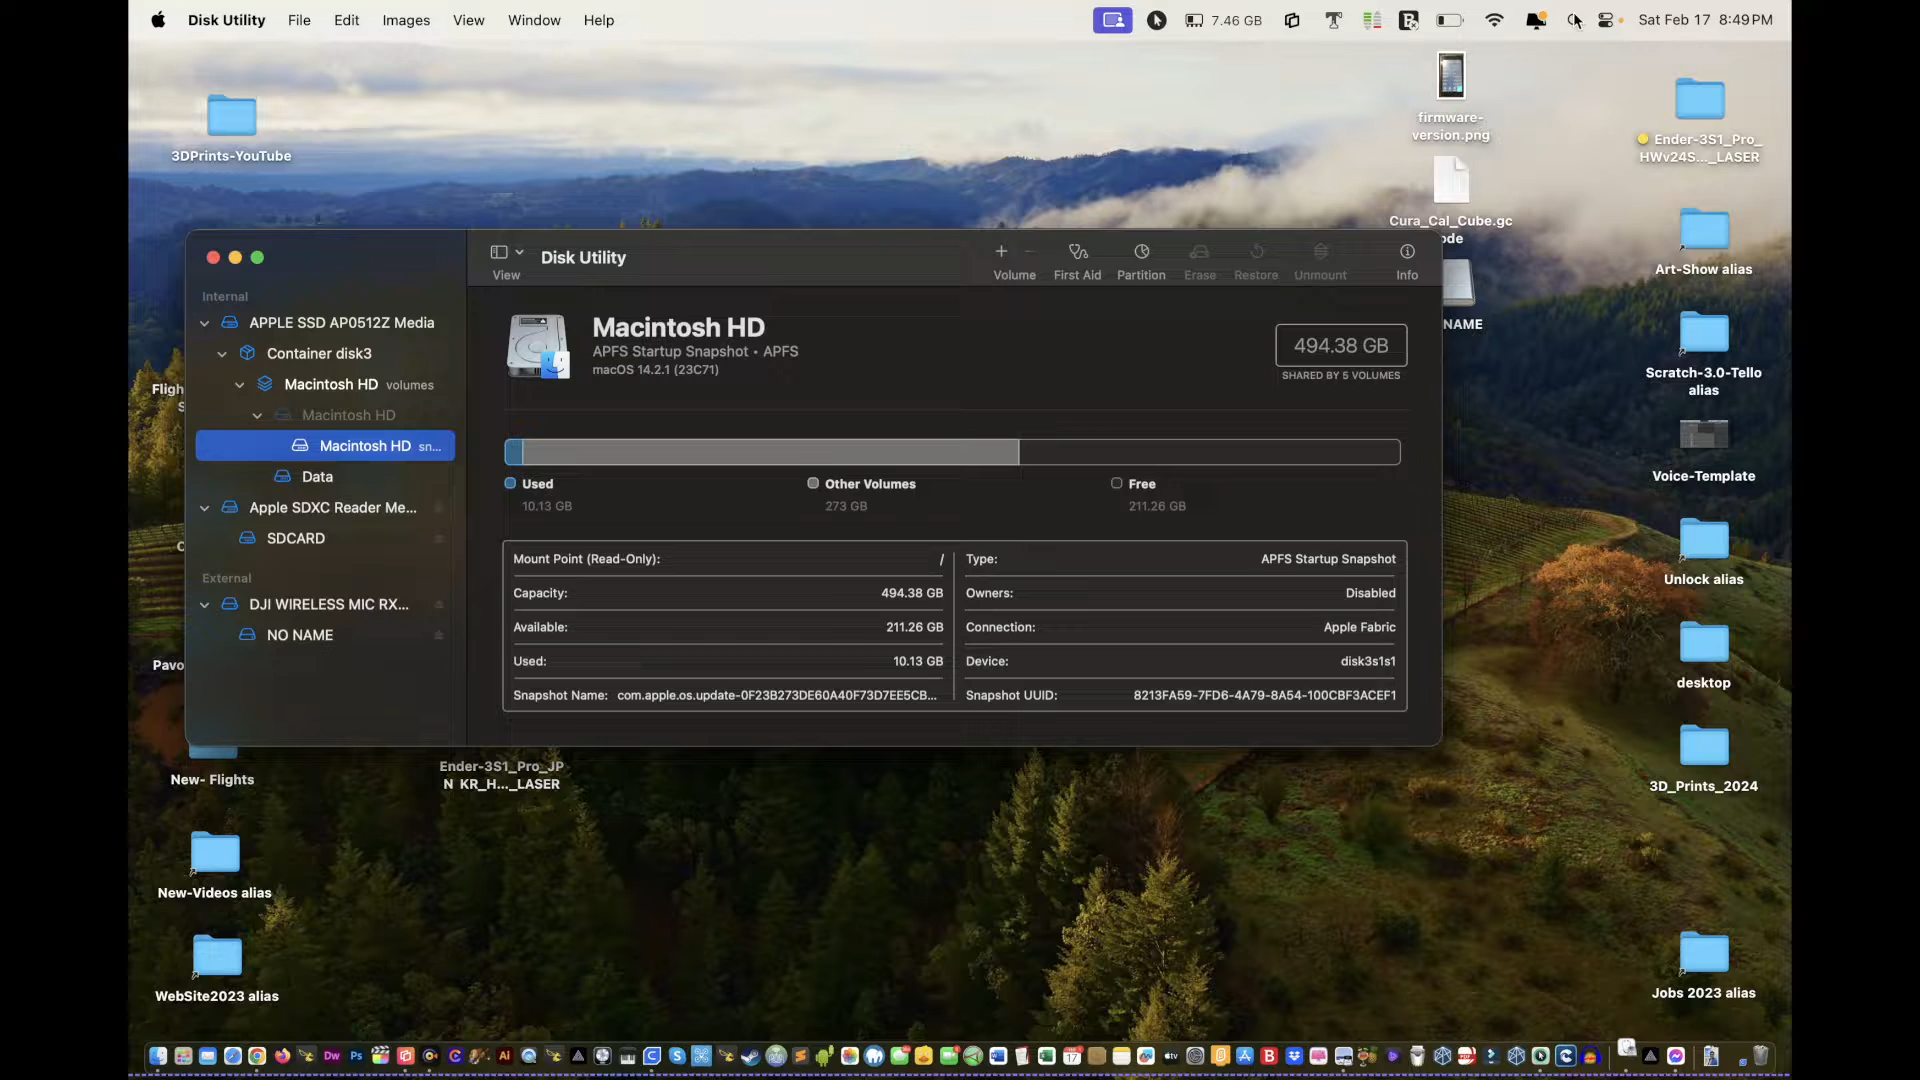 Disk Utility File Edit Images View Window Help
7.46 GB
Sat Feb 17 8:49 PM
3DPrints-YouTube
firmware-
version.png
Ender-3S1_Pro_
HWv24S..._LASER
Cura_Cal_Cube.gc
ode
Art-Show alias
NAME
Scratch-3.0-Tello
alias
Voice-Template
Unlock alias
desktop
3D_Prints_2024
Jobs 2023 alias
Fligh
S
C
Pavo
New- Flights
Ender-3S1_Pro_JP
N KR_H..._LASER
New-Videos alias
WebSite2023 alias
View
Disk Utility
Volume
First Aid
Partition
Erase
Restore
Unmount
Info
Internal
APPLE SSD AP0512Z Media
Container disk3
Macintosh HD volumes
Macintosh HD
Macintosh HD sn...
Data
Apple SDXC Reader Me...
SDCARD
External
DJI WIRELESS MIC RX...
NO NAME
Macintosh HD
APFS Startup Snapshot • APFS
macOS 14.2.1 (23C71)
494.38 GB
SHARED BY 5 VOLUMES
Used
10.13 GB
Other Volumes
273 GB
Free
211.26 GB
Mount Point (Read-Only): /
Type: APFS Startup Snapshot
Capacity: 494.38 GB
Owners: Disabled
Available: 211.26 GB
Connection: Apple Fabric
Used: 10.13 GB
Device: disk3s1s1
Snapshot Name: com.apple.os.update-0F23B273DE60A40F73D7EE5CB...
Snapshot UUID: 8213FA59-7FD6-4A79-8A54-100CBF3ACEF1
Dw
Ps
Ai
17
tv